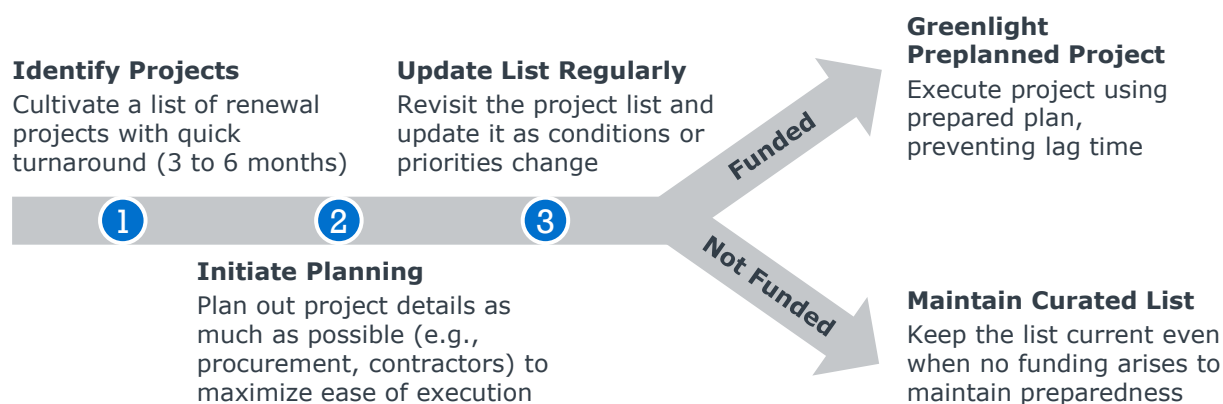 Identify Projects
Cultivate a list of renewal
projects with quick
turnaround (3 to 6 months)
1
Initiate Planning
Plan out project details as
much as possible (e.g.,
procurement, contractors) to
maximize ease of execution
2
Update List Regularly
Revisit the project list and
update it as conditions or
priorities change
3
Funded
Greenlight
Preplanned Project
Execute project using
prepared plan,
preventing lag time
Not Funded
Maintain Curated List
Keep the list current even
when no funding arises to
maintain preparedness